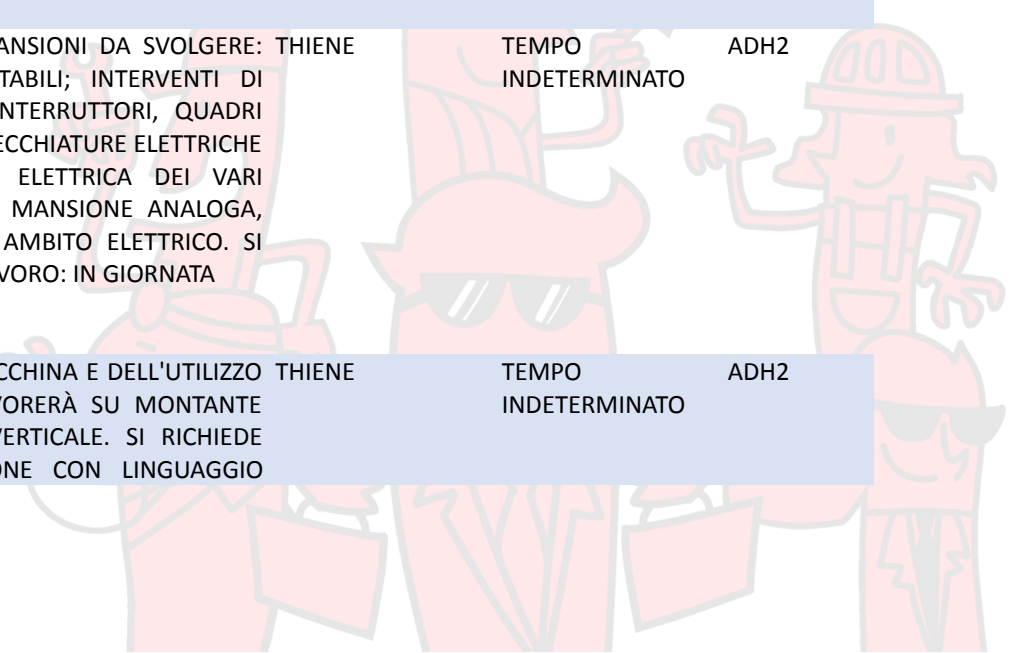 ANSIONI DA SVOLGERE: THIENE TEMPO ADH2
TABILI; INTERVENTI DI INDETERMINATO
NTERRUTTORI, QUADRI
ECCHIATURE ELETTRICHE
ELETTRICA DEI VARI
MANSIONE ANALOGA,
AMBITO ELETTRICO. SI
VORO: IN GIORNATA
CCHINA E DELL'UTILIZZO THIENE TEMPO ADH2
VORERÀ SU MONTANTE INDETERMINATO
VERTICALE. SI RICHIEDE
ONE CON LINGUAGGIO